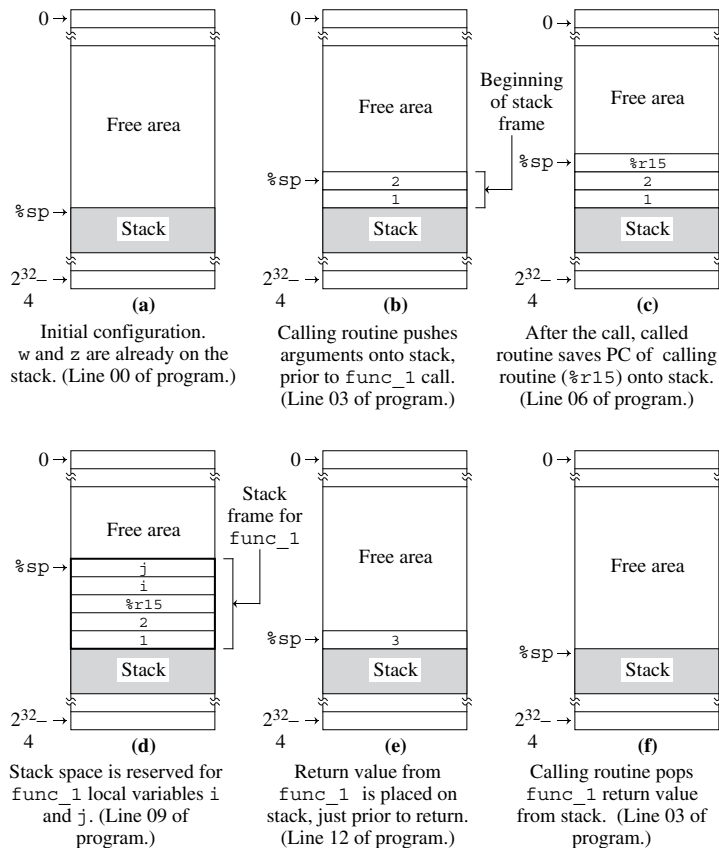 0
Free area
%sp
Stack
2³²–
4
(a)
Initial configuration.
w and z are already on the
stack. (Line 00 of program.)
0
Free area
Beginning
of stack
frame
%sp
2
1
Stack
2³²–
4
(b)
Calling routine pushes
arguments onto stack,
prior to func_1 call.
(Line 03 of program.)
0
Free area
%sp
%r15
2
1
Stack
2³²–
4
(c)
After the call, called
routine saves PC of calling
routine (%r15) onto stack.
(Line 06 of program.)
0
Free area
Stack
frame for
func_1
%sp
j
i
%r15
2
1
Stack
2³²–
4
(d)
Stack space is reserved for
func_1 local variables i
and j. (Line 09 of
program.)
0
Free area
%sp
3
Stack
2³²–
4
(e)
Return value from
func_1 is placed on
stack, just prior to return.
(Line 12 of program.)
0
Free area
%sp
Stack
2³²–
4
(f)
Calling routine pops
func_1 return value
from stack. (Line 03 of
program.)